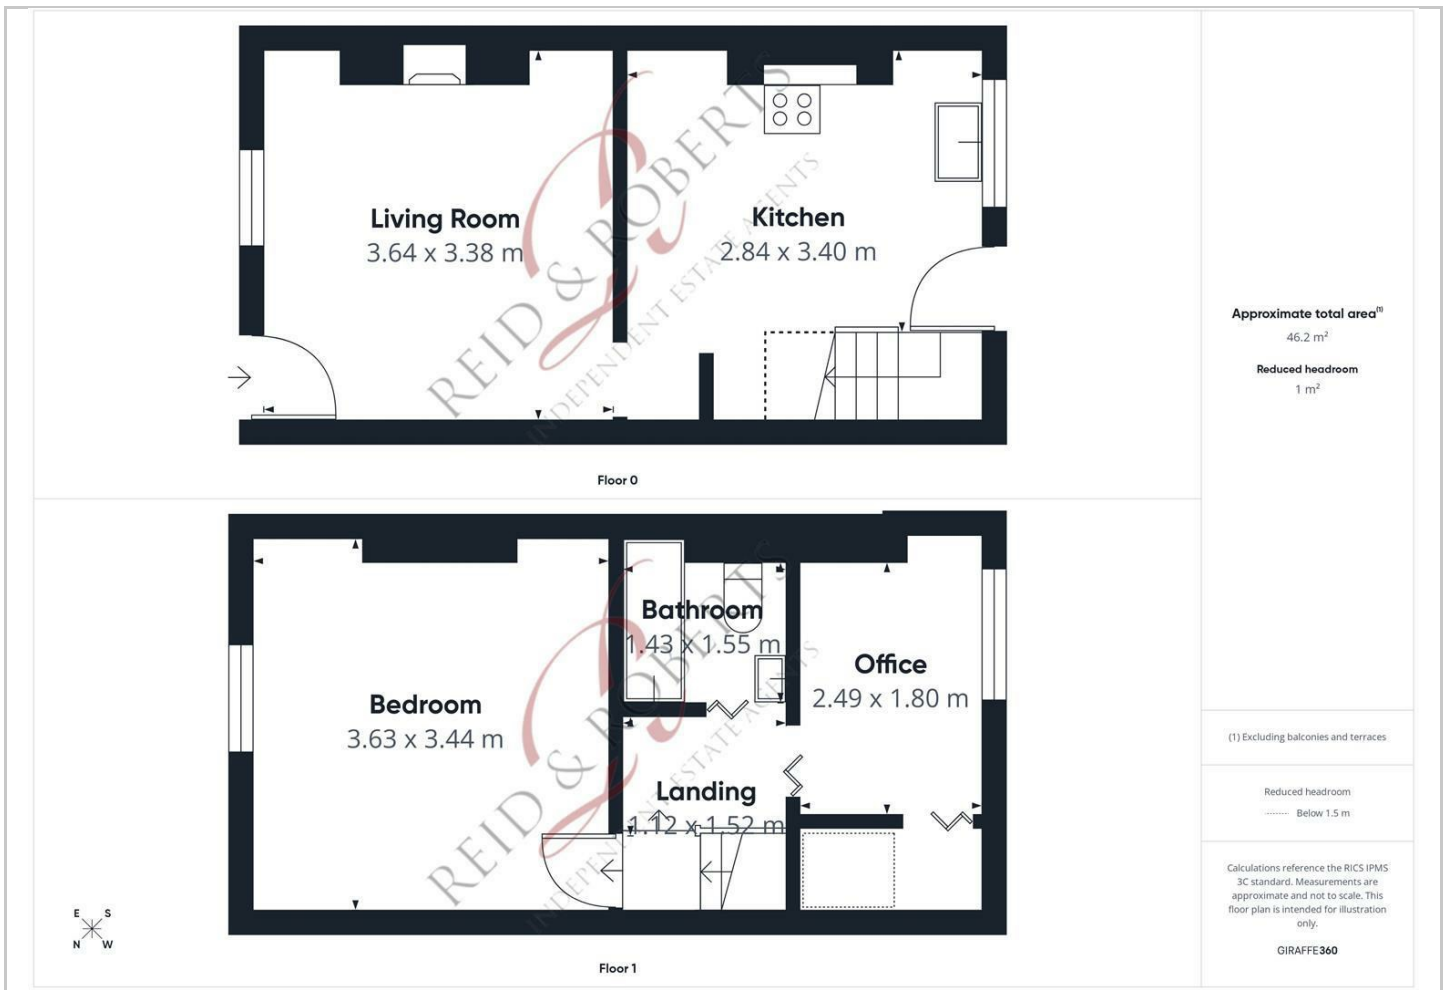 Living Room
3.64 x 3.38 m
Kitchen
2.84 x 3.40 m
REID & ROBERTS
INDEPENDENT ESTATE AGENTS
Floor 0
Bedroom
3.63 x 3.44 m
Bathroom
1.43 x 1.55 m
Office
2.49 x 1.80 m
Landing
1.12 x 1.52 m
REID & ROBERTS
INDEPENDENT ESTATE AGENTS
E S
N W
Floor 1
Approximate total area(1)
46.2 m²
Reduced headroom
1 m²
(1) Excluding balconies and terraces
Reduced headroom
Below 1.5 m
Calculations reference the RICS IPMS
3C standard. Measurements are
approximate and not to scale. This
floor plan is intended for illustration
only.
GIRAFFE360